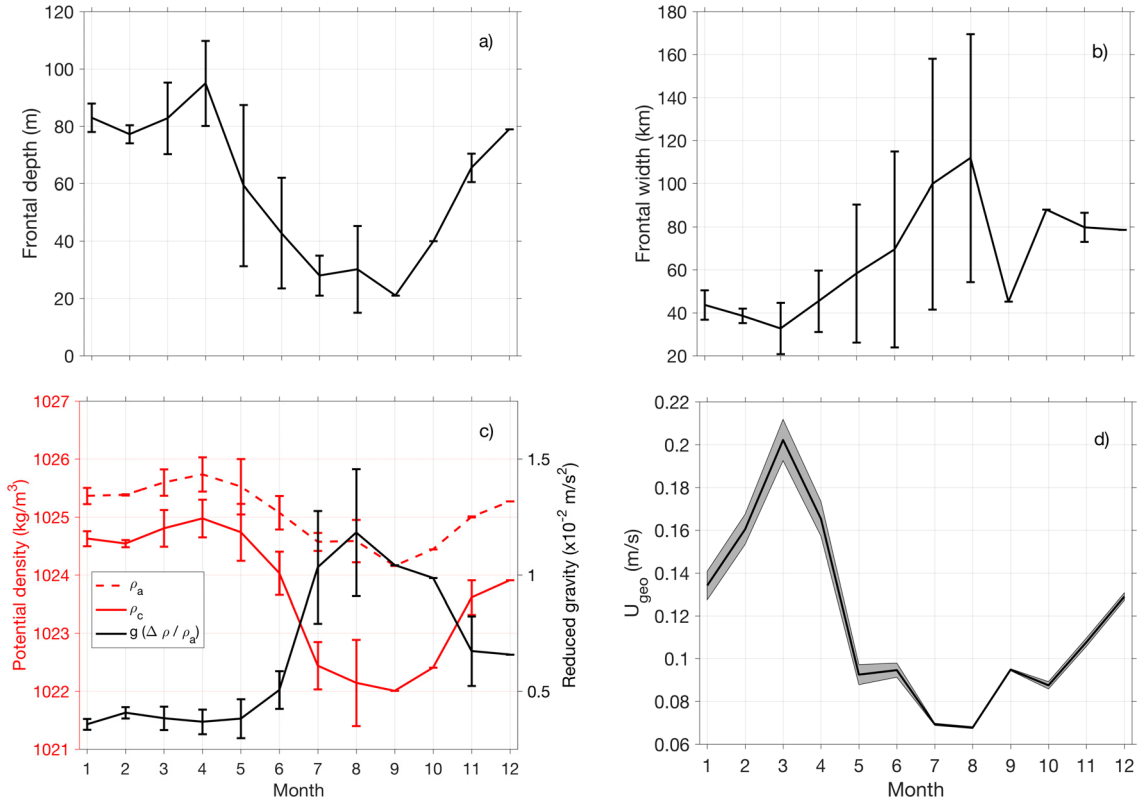 a)
Frontal depth (m)
120
100
80
60
40
20
0
1 2 3 4 5 6 7 8 9 10 11 12
b)
Frontal width (km)
180
160
140
120
100
80
60
40
20
1 2 3 4 5 6 7 8 9 10 11 12
c)
Potential density (kg/m³)
1027
1026
1025
1024
1023
1022
1021
ρₐ
ρ_c
g (Δ ρ / ρₐ)
1.5
1
0.5
Reduced gravity (x10⁻² m/s²)
1 2 3 4 5 6 7 8 9 10 11 12
Month
d)
U_geo (m/s)
0.22
0.2
0.18
0.16
0.14
0.12
0.1
0.08
0.06
1 2 3 4 5 6 7 8 9 10 11 12
Month